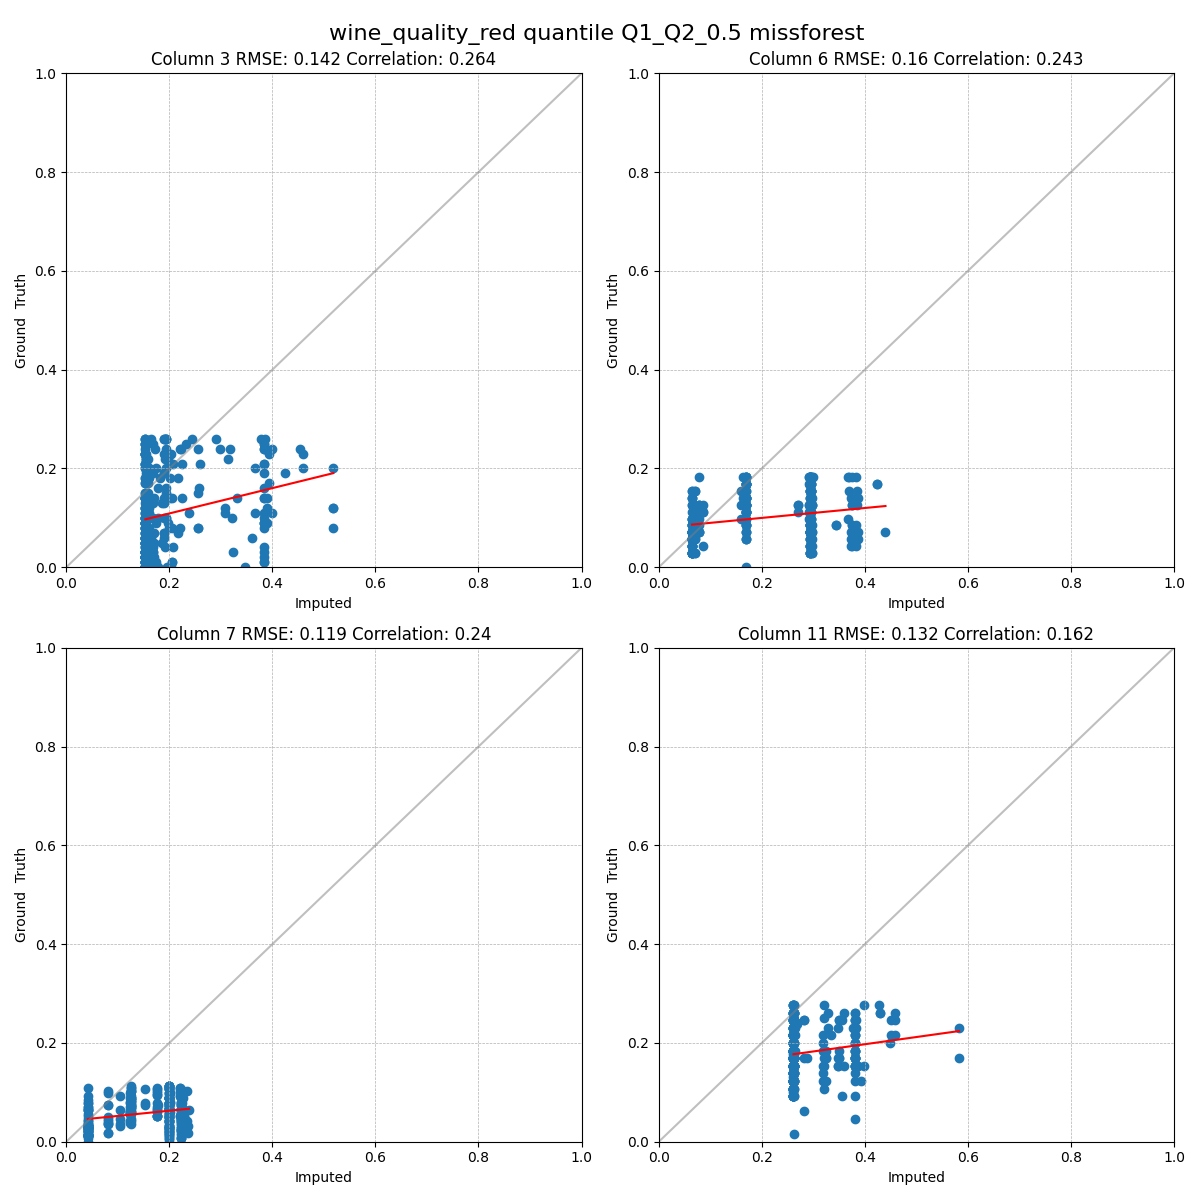 wine_quality_red quantile Q1_Q2_0.5 missforest
Column 3 RMSE: 0.142 Correlation: 0.264
1.0
0.8
0.6
0.4
0.2
0.0
Ground Truth
0.0 0.2 0.4 0.6 0.8 1.0
Imputed
Column 6 RMSE: 0.16 Correlation: 0.243
1.0
0.8
0.6
0.4
0.2
0.0
Ground Truth
0.0 0.2 0.4 0.6 0.8 1.0
Imputed
Column 7 RMSE: 0.119 Correlation: 0.24
1.0
0.8
0.6
0.4
0.2
0.0
Ground Truth
0.0 0.2 0.4 0.6 0.8 1.0
Imputed
Column 11 RMSE: 0.132 Correlation: 0.162
1.0
0.8
0.6
0.4
0.2
0.0
Ground Truth
0.0 0.2 0.4 0.6 0.8 1.0
Imputed